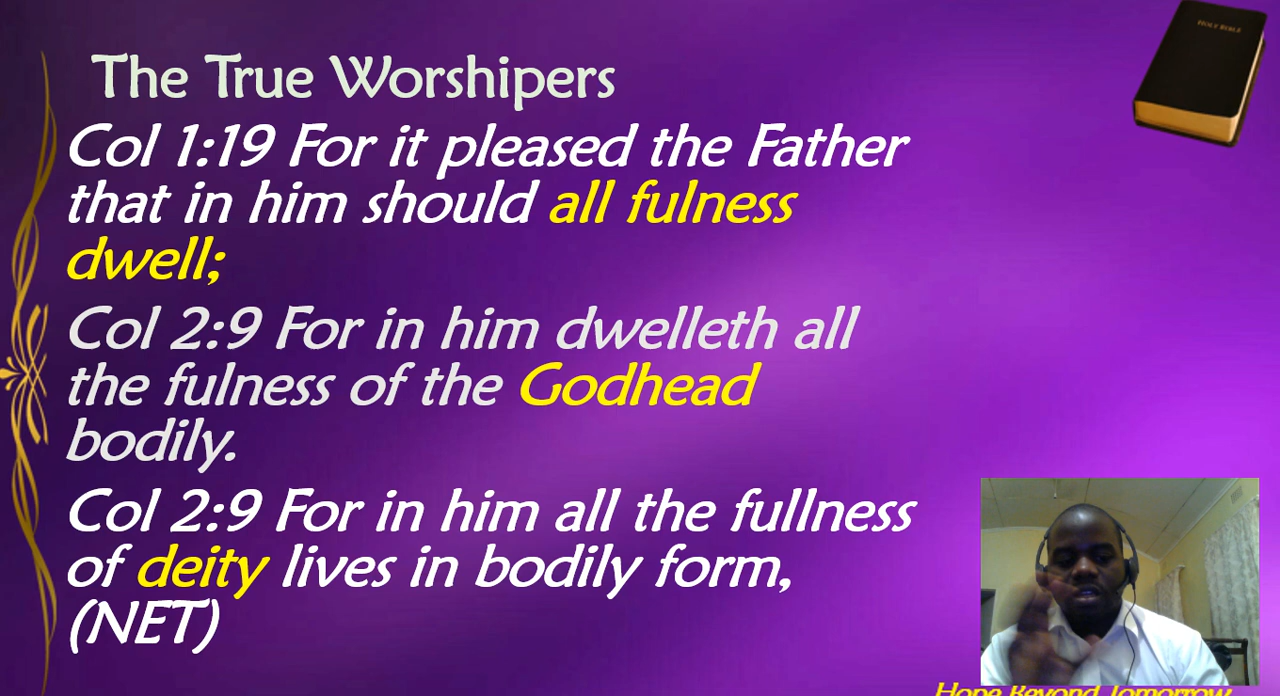 HOLY BIBLE
The True Worshipers
Col 1:19 For it pleased the Father
that in him should all fulness
dwell;
Col 2:9 For in him dwelleth all
the fulness of the Godhead
bodily.
Col 2:9 For in him all the fullness
of deity lives in bodily form,
(NET)
Hope Beyond Tomorrow